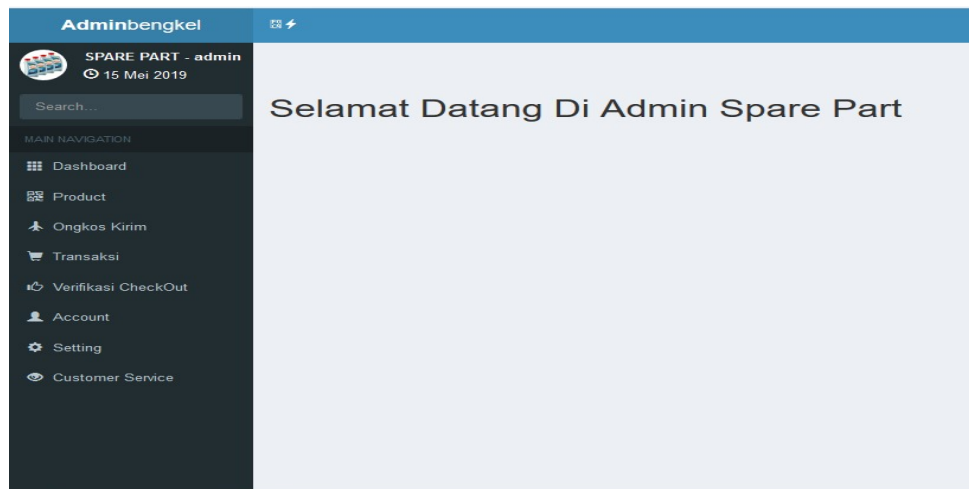 Adminbengkel
SPARE PART - admin
15 Mei 2019
Search...
MAIN NAVIGATION
Dashboard
Product
Ongkos Kirim
Transaksi
Verifikasi CheckOut
Account
Setting
Customer Service
Selamat Datang Di Admin Spare Part